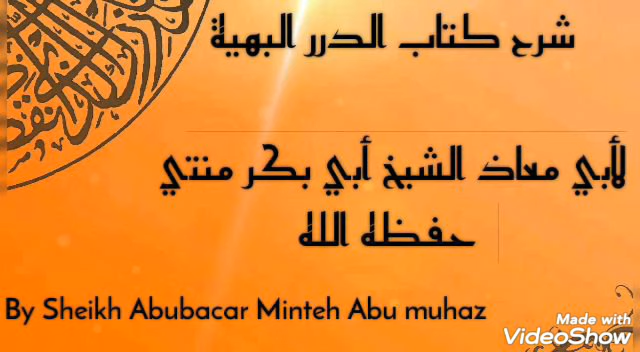 شرح كتاب الدرر البهية
لأبي معاذ الشيخ أبي بكر منتي
حفظه الله
By Sheikh Abubacar Minteh Abu muhaz
Made with
VideoShow